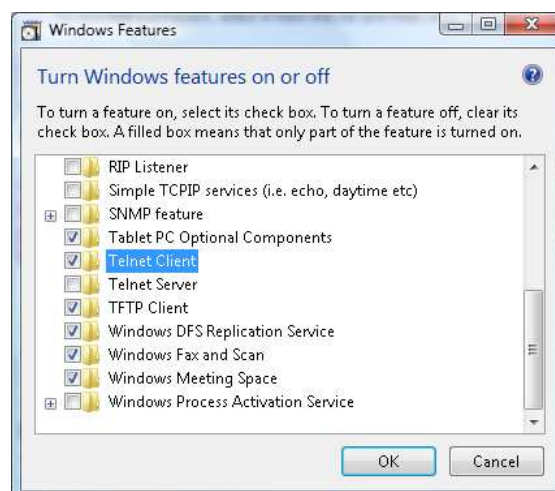 Windows Features
Turn Windows features on or off
To turn a feature on, select its check box. To turn a feature off, clear its
check box. A filled box means that only part of the feature is turned on.
RIP Listener
Simple TCPIP services (i.e. echo, daytime etc)
SNMP feature
Tablet PC Optional Components
Telnet Client
Telnet Server
TFTP Client
Windows DFS Replication Service
Windows Fax and Scan
Windows Meeting Space
Windows Process Activation Service
OK
Cancel